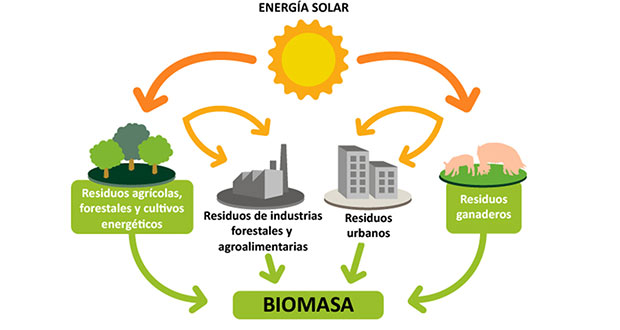 ENERGÍA SOLAR
Residuos agrícolas,
forestales y cultivos
energéticos
Residuos de industrias
forestales y
agroalimentarias
Residuos
urbanos
Residuos
ganaderos
BIOMASA